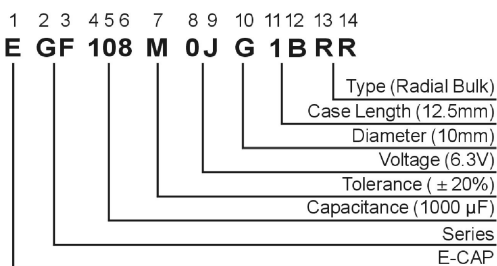 1 2 3 4 5 6 7 8 9 10 11 12 13 14
E GF 108 M 0J G 1B RR
Type (Radial Bulk)
Case Length (12.5mm)
Diameter (10mm)
Voltage (6.3V)
Tolerance ( ± 20%)
Capacitance (1000 µF)
Series
E-CAP